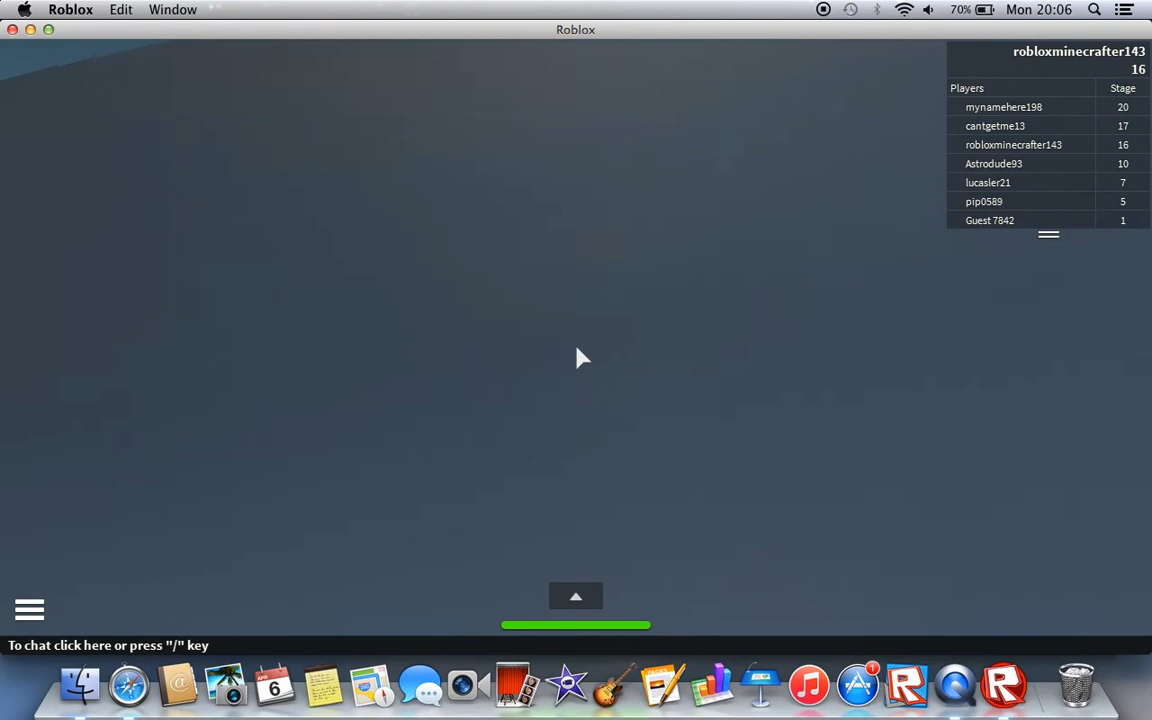 Roblox Edit Window 70% Mon 20:06
Roblox
robloxminecrafter143
16
Players Stage
mynamehere198 20
cantgetme13 17
robloxminecrafter143 16
Astrodude93 10
lucasler21 7
pip0589 5
Guest 7842 1
To chat click here or press "/" key
6
1